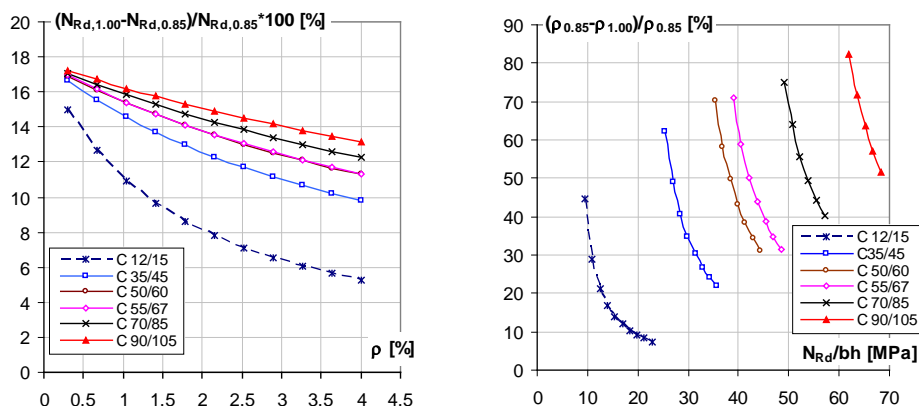 (N_Rd,1.00-N_Rd,0.85)/N_Rd,0.85*100 [%]
20
18
16
14
12
10
8
6
4
2
0
C 12/15
C 35/45
C 50/60
C 55/67
C 70/85
C 90/105
ρ [%]
0 0.5 1 1.5 2 2.5 3 3.5 4 4.5
(ρ_0.85-ρ_1.00)/ρ_0.85 [%]
90
80
70
60
50
40
30
20
10
0
C 12/15
C35/45
C 50/60
C 55/67
C 70/85
C 90/105
N_Rd/bh [MPa]
0 10 20 30 40 50 60 70